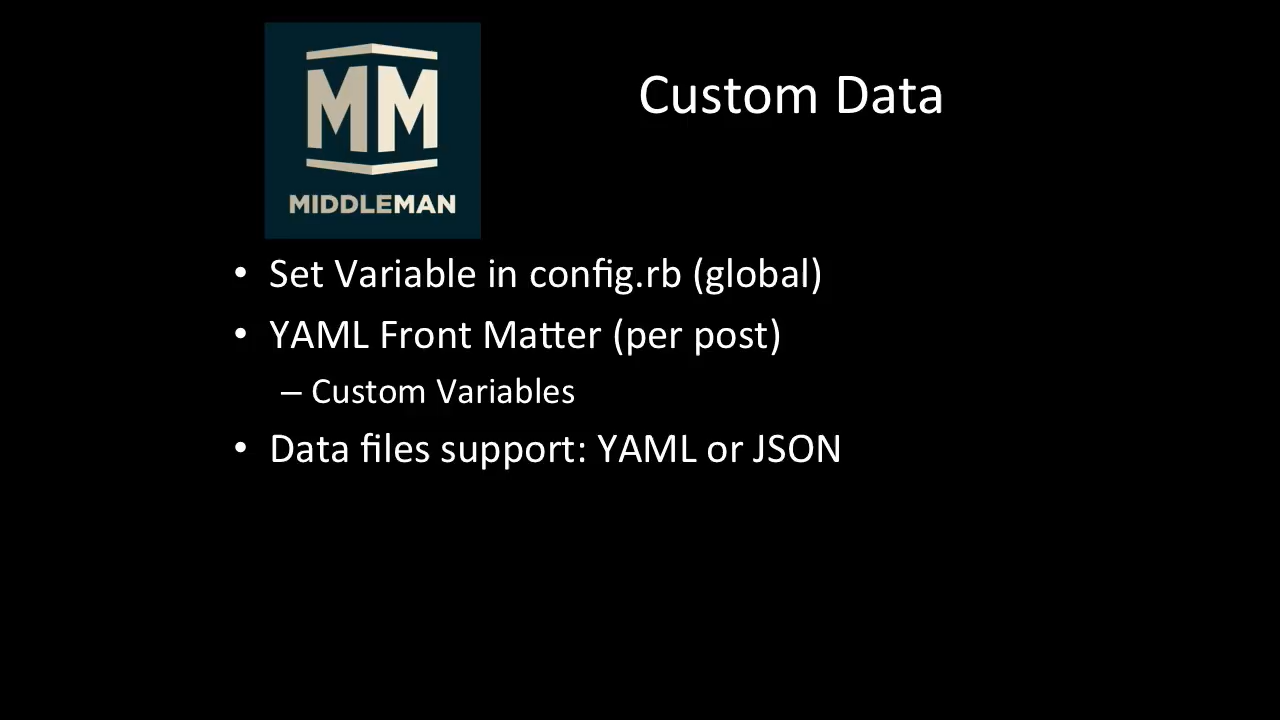 MM
MIDDLEMAN
Custom Data
• Set Variable in config.rb (global)
• YAML Front Matter (per post)
– Custom Variables
• Data files support: YAML or JSON